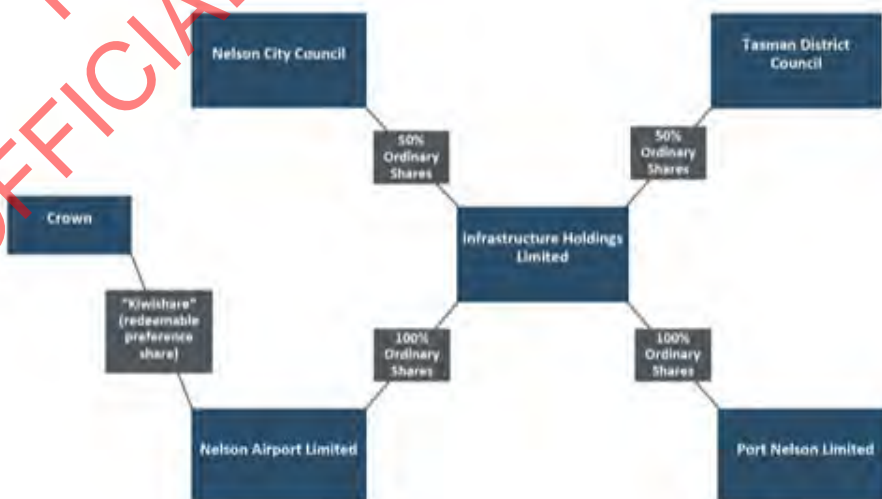 OFFICIA
Nelson City Council
Tasman District
Council
50%
Ordinary
Shares
50%
Ordinary
Shares
Crown
Infrastructure Holdings
Limited
"Kiwishare"
(redeemable
preference
share)
100%
Ordinary
Shares
100%
Ordinary
Shares
Nelson Airport Limited
Port Nelson Limited